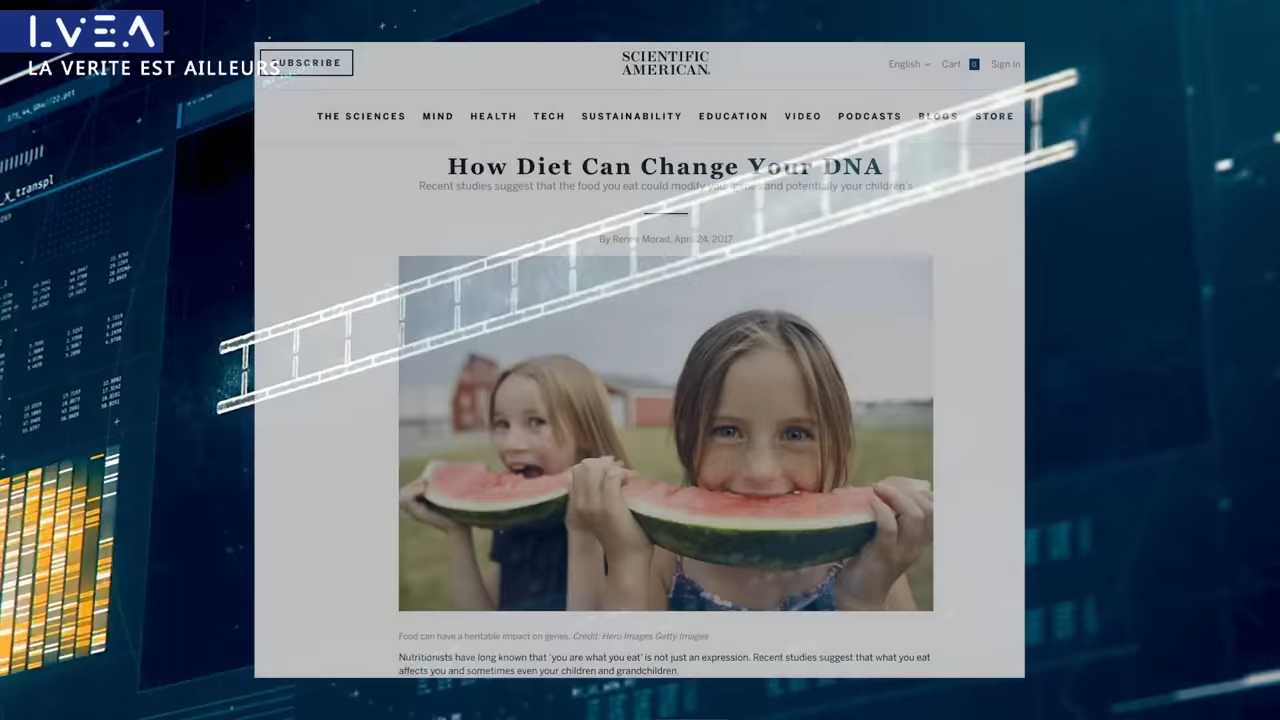 LVEA
LA VERITE EST AILLEURS
SUBSCRIBE
SCIENTIFIC
AMERICAN.
English
Cart 0
Sign In
THE SCIENCES MIND HEALTH TECH SUSTAINABILITY EDUCATION VIDEO PODCASTS BLOGS STORE
How Diet Can Change Your DNA
Recent studies suggest that the food you eat could modify your genes and potentially your children's
By Renee Morad, April 24, 2017
Food can have a heritable impact on genes. Credit: Hero Images Getty Images
Nutritionists have long known that 'you are what you eat' is not just an expression. Recent studies suggest that what you eat
affects you and sometimes even your children and grandchildren.